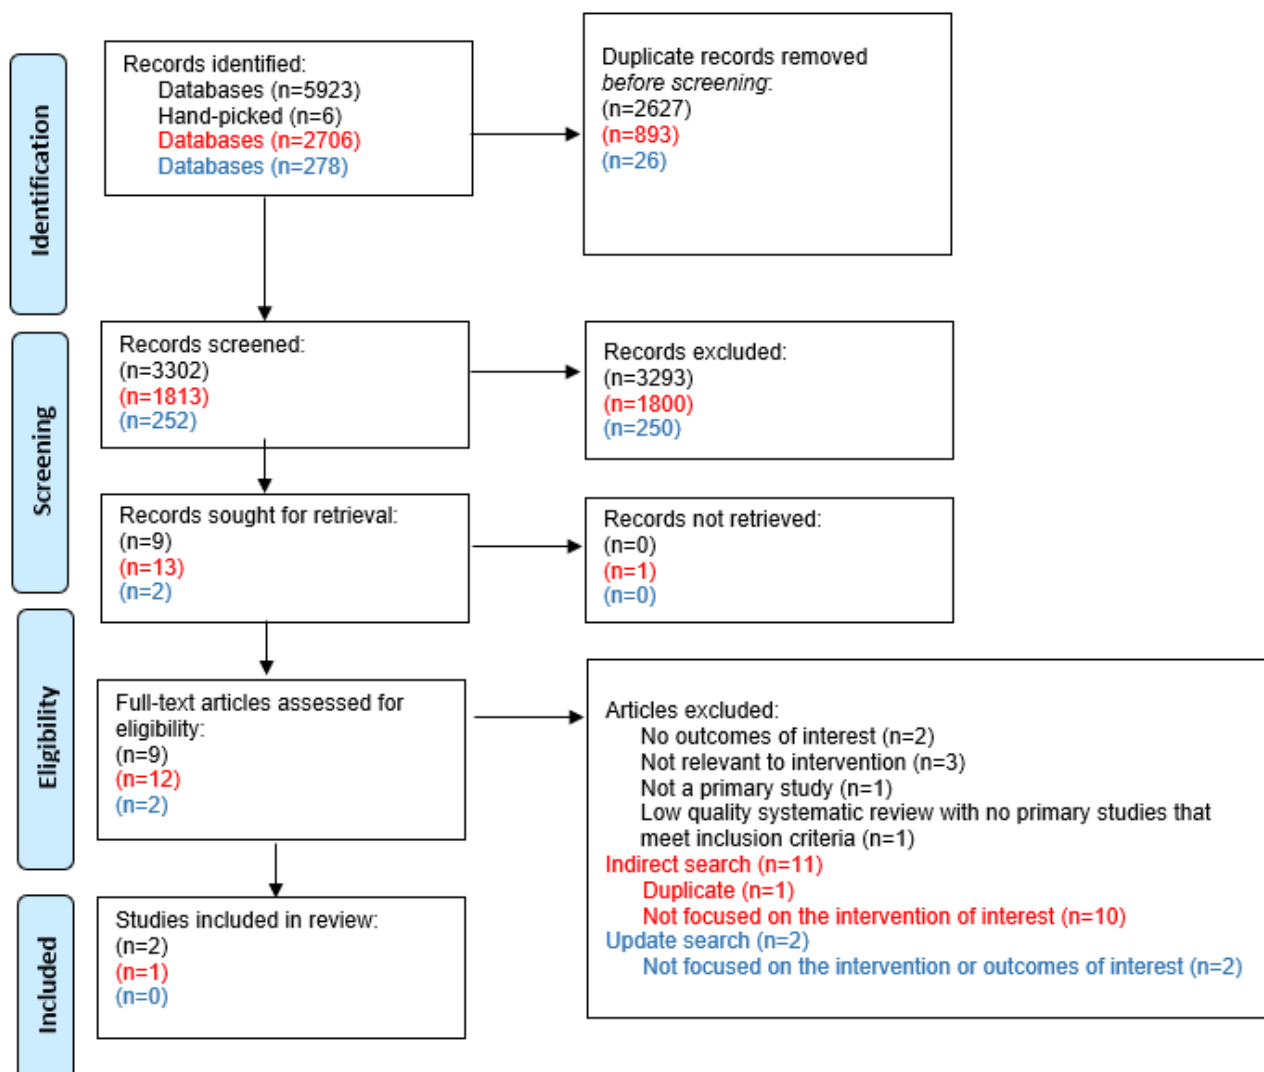 Identification
Records identified:
Databases (n=5923)
Hand-picked (n=6)
Databases (n=2706)
Databases (n=278)
Duplicate records removed
before screening:
(n=2627)
(n=893)
(n=26)
Screening
Records screened:
(n=3302)
(n=1813)
(n=252)
Records excluded:
(n=3293)
(n=1800)
(n=250)
Records sought for retrieval:
(n=9)
(n=13)
(n=2)
Records not retrieved:
(n=0)
(n=1)
(n=0)
Eligibility
Full-text articles assessed for
eligibility:
(n=9)
(n=12)
(n=2)
Articles excluded:
No outcomes of interest (n=2)
Not relevant to intervention (n=3)
Not a primary study (n=1)
Low quality systematic review with no primary studies that
meet inclusion criteria (n=1)
Indirect search (n=11)
Duplicate (n=1)
Not focused on the intervention of interest (n=10)
Update search (n=2)
Not focused on the intervention or outcomes of interest (n=2)
Included
Studies included in review:
(n=2)
(n=1)
(n=0)